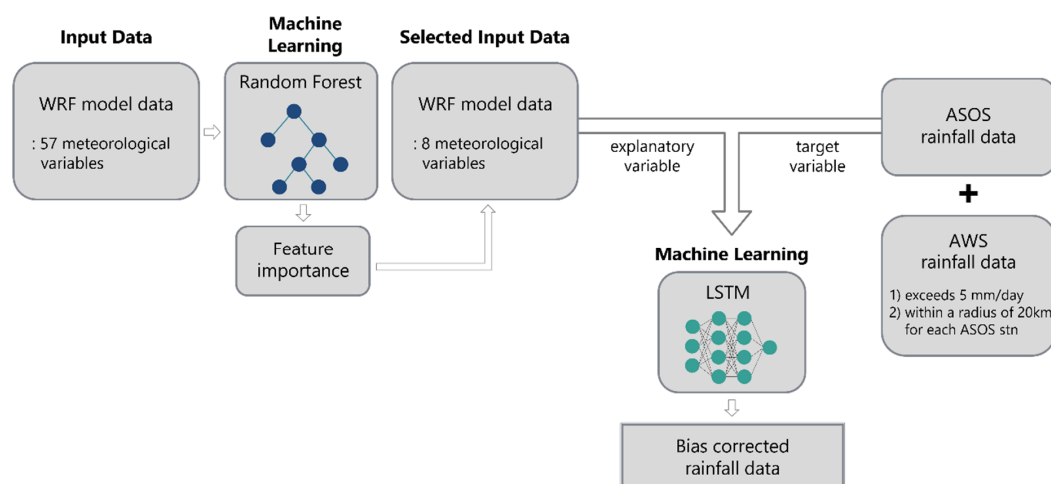 Input Data
WRF model data
: 57 meteorological
variables
Machine
Learning
Random Forest
Feature
importance
Selected Input Data
WRF model data
: 8 meteorological
variables
explanatory
variable
target
variable
ASOS
rainfall data
+
AWS
rainfall data
1) exceeds 5 mm/day
2) within a radius of 20km
for each ASOS stn
Machine Learning
LSTM
Bias corrected
rainfall data